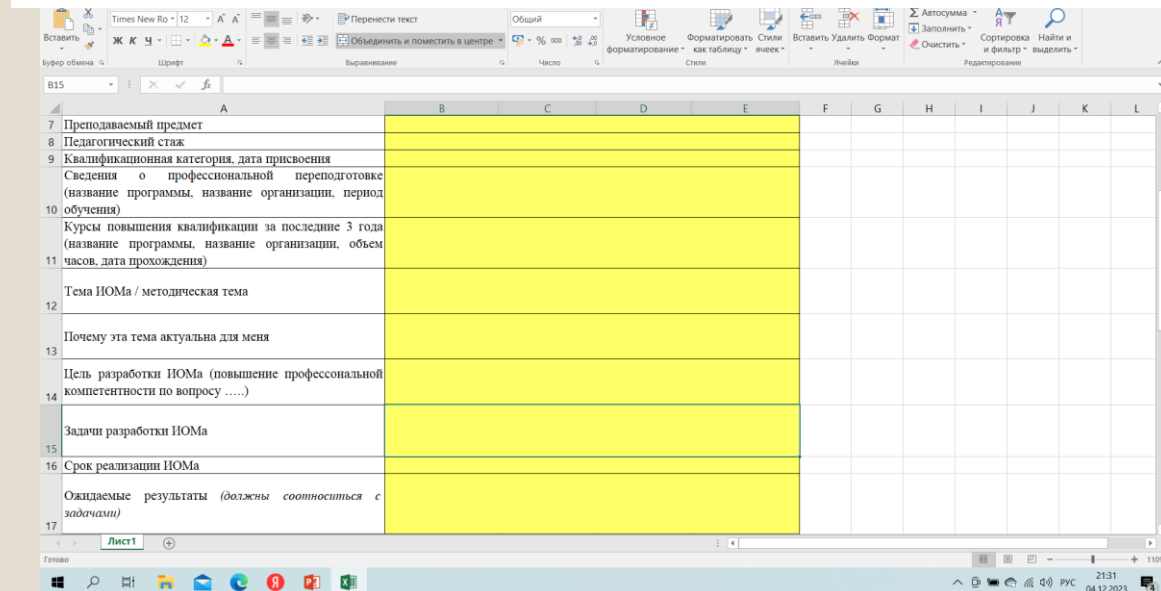 Times New Ro 12
Перенести текст
Общий
Σ Автосумма
Заполнить
Очистить
Вставить
Ж К Ч
Объединить и поместить в центре
% 000
Условное форматирование
Форматировать как таблицу
Стили ячеек
Вставить Удалить Формат
Сортировка и фильтр
Найти и выделить
Буфер обмена
Шрифт
Выравнивание
Число
Стили
Ячейки
Редактирование
B15
fx
A B C D E F G H I J K L
7 Преподаваемый предмет
8 Педагогический стаж
9 Квалификационная категория, дата присвоения
Сведения о профессиональной переподготовке
(название программы, название организации, период
10 обучения)
Курсы повышения квалификации за последние 3 года
(название программы, название организации, объем
11 часов, дата прохождения)
Тема ИОМа / методическая тема
12
Почему эта тема актуальна для меня
13
Цель разработки ИОМа (повышение профессональной
14 компетентности по вопросу .....)
Задачи разработки ИОМа
15
16 Срок реализации ИОМа
Ожидаемые результаты (должны соотноситься с
задачами)
17
Лист1
Готово
21:31
РУС
04.12.2023